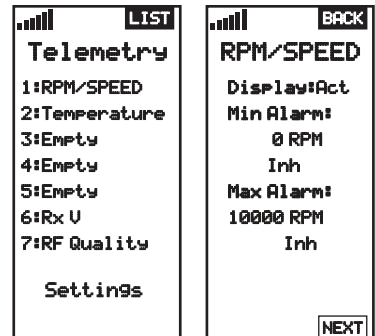 LIST
Telemetry
1:RPM/SPEED
2:Temperature
3:Empty
4:Empty
5:Empty
6:Rx V
7:RF Quality
Settings
BACK
RPM/SPEED
Display:Act
Min Alarm:
0 RPM
Inh
Max Alarm:
10000 RPM
Inh
NEXT